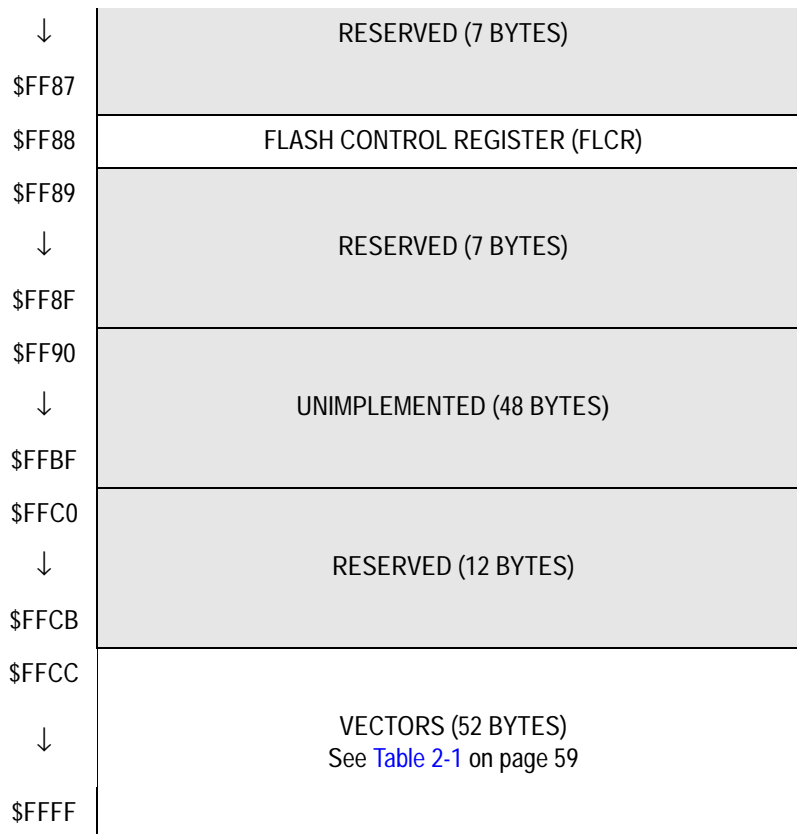 ↓ RESERVED (7 BYTES)
$FF87
$FF88 FLASH CONTROL REGISTER (FLCR)
$FF89
↓ RESERVED (7 BYTES)
$FF8F
$FF90
↓ UNIMPLEMENTED (48 BYTES)
$FFBF
$FFC0
↓ RESERVED (12 BYTES)
$FFCB
$FFCC
↓ VECTORS (52 BYTES)
See Table 2-1 on page 59
$FFFF